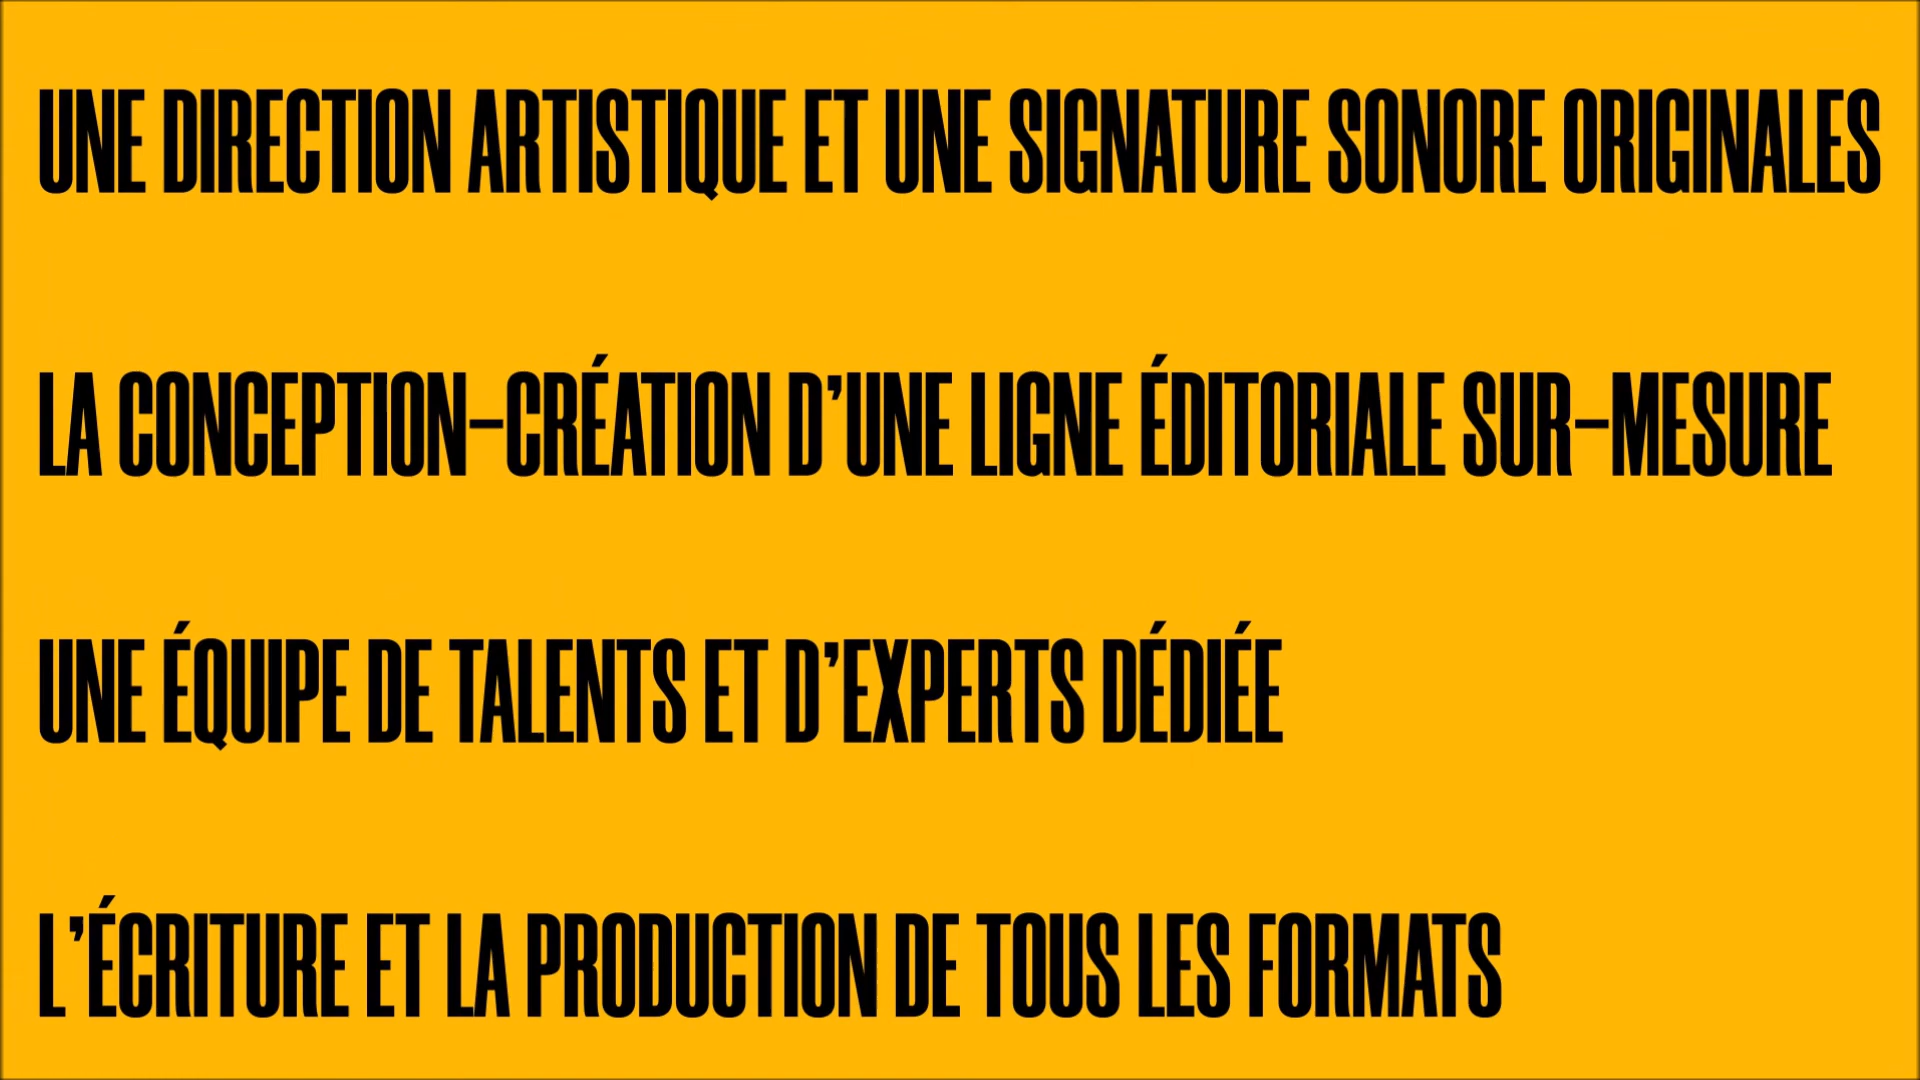 UNE DIRECTION ARTISTIQUE ET UNE SIGNATURE SONORE ORIGINALES
LA CONCEPTION–CRÉATION D’UNE LIGNE ÉDITORIALE SUR–MESURE
UNE ÉQUIPE DE TALENTS ET D’EXPERTS DÉDIÉE
L’ÉCRITURE ET LA PRODUCTION DE TOUS LES FORMATS